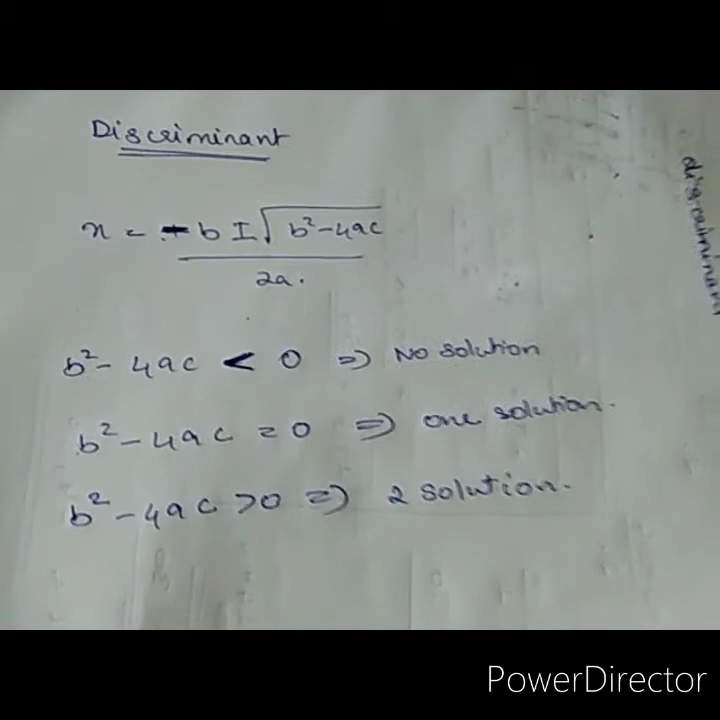 Discriminant
x = -b ± √b²-4ac
2a.
b² - 4ac < 0 => No solution
b² - 4ac = 0 => one solution.
b² - 4ac > 0 => 2 solution.
discriminant
PowerDirector